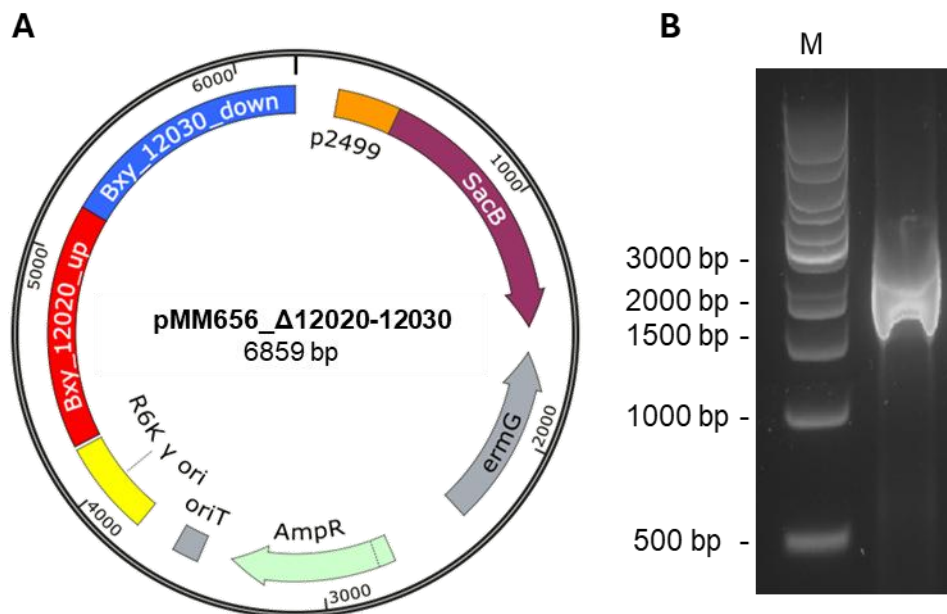 A
6000
Bxy_12030_down
p2499
SacB
1000
5000
Bxy_12020_up
pMM656_Δ12020-12030
6859 bp
ermG
2000
R6K γ ori
oriT
4000
AmpR
3000
B
M
3000 bp -
2000 bp -
1500 bp -
1000 bp -
500 bp -